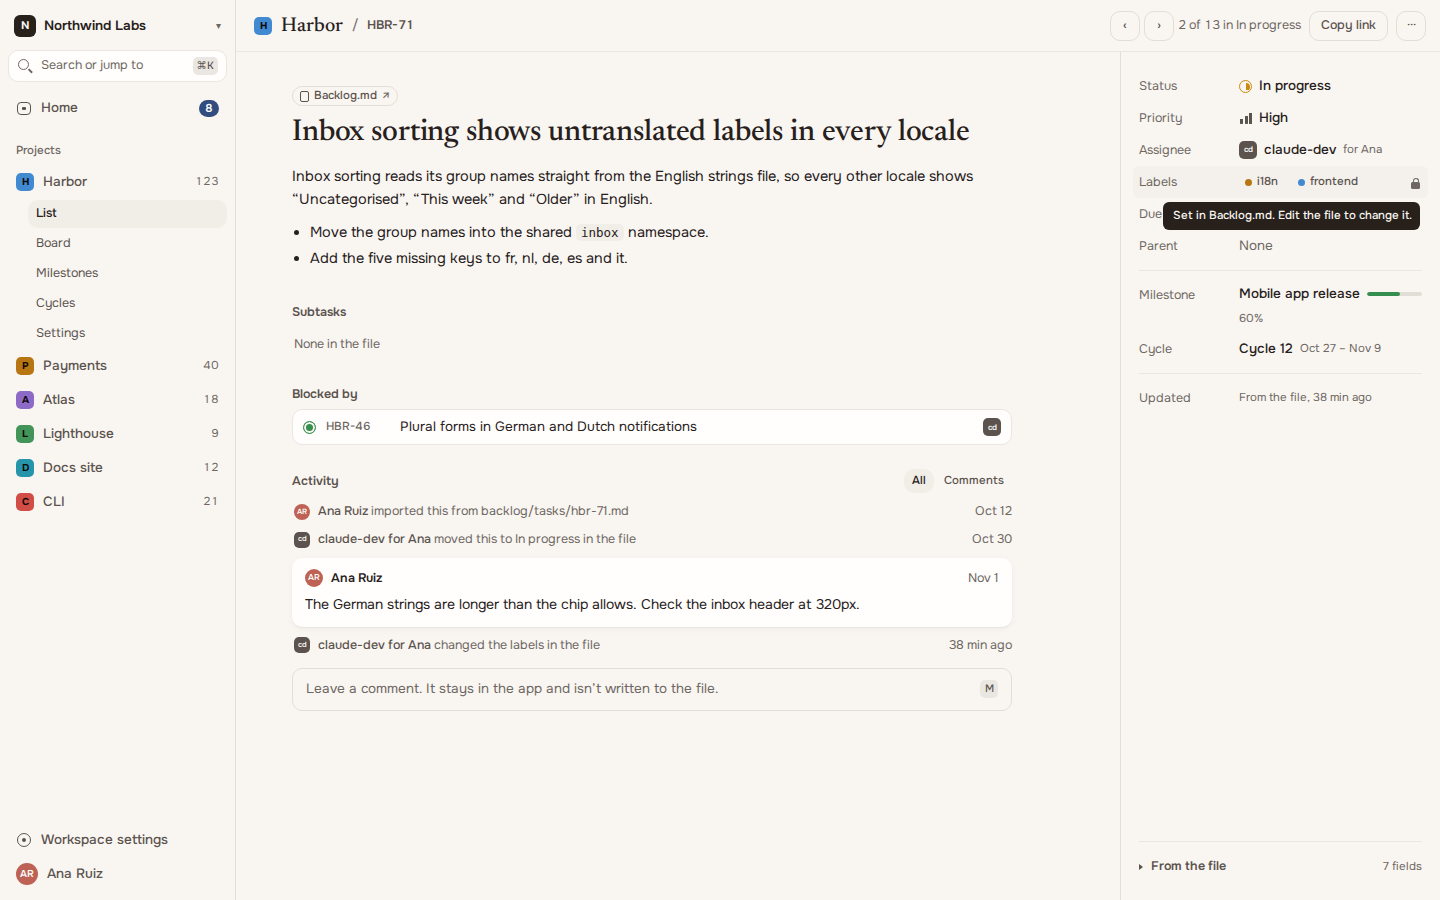 N Northwind Labs ▾
Search or jump to ⌘K
Home 8
Projects
H Harbor 123
List
Board
Milestones
Cycles
Settings
P Payments 40
A Atlas 18
L Lighthouse 9
D Docs site 12
C CLI 21
Workspace settings
AR Ana Ruiz
H Harbor / HBR-71
‹ › 2 of 13 in In progress Copy link ···
Backlog.md ↗
Inbox sorting shows untranslated labels in every locale
Inbox sorting reads its group names straight from the English strings file, so every other locale shows
“Uncategorised”, “This week” and “Older” in English.
• Move the group names into the shared inbox namespace.
• Add the five missing keys to fr, nl, de, es and it.
Subtasks
None in the file
Blocked by
HBR-46 Plural forms in German and Dutch notifications cd
Activity All Comments
AR Ana Ruiz imported this from backlog/tasks/hbr-71.md Oct 12
cd claude-dev for Ana moved this to In progress in the file Oct 30
AR Ana Ruiz Nov 1
The German strings are longer than the chip allows. Check the inbox header at 320px.
cd claude-dev for Ana changed the labels in the file 38 min ago
Leave a comment. It stays in the app and isn’t written to the file. M
Status In progress
Priority High
Assignee cd claude-dev for Ana
Labels i18n frontend
Due
Set in Backlog.md. Edit the file to change it.
Parent None
Milestone Mobile app release
60%
Cycle Cycle 12 Oct 27 – Nov 9
Updated From the file, 38 min ago
From the file 7 fields